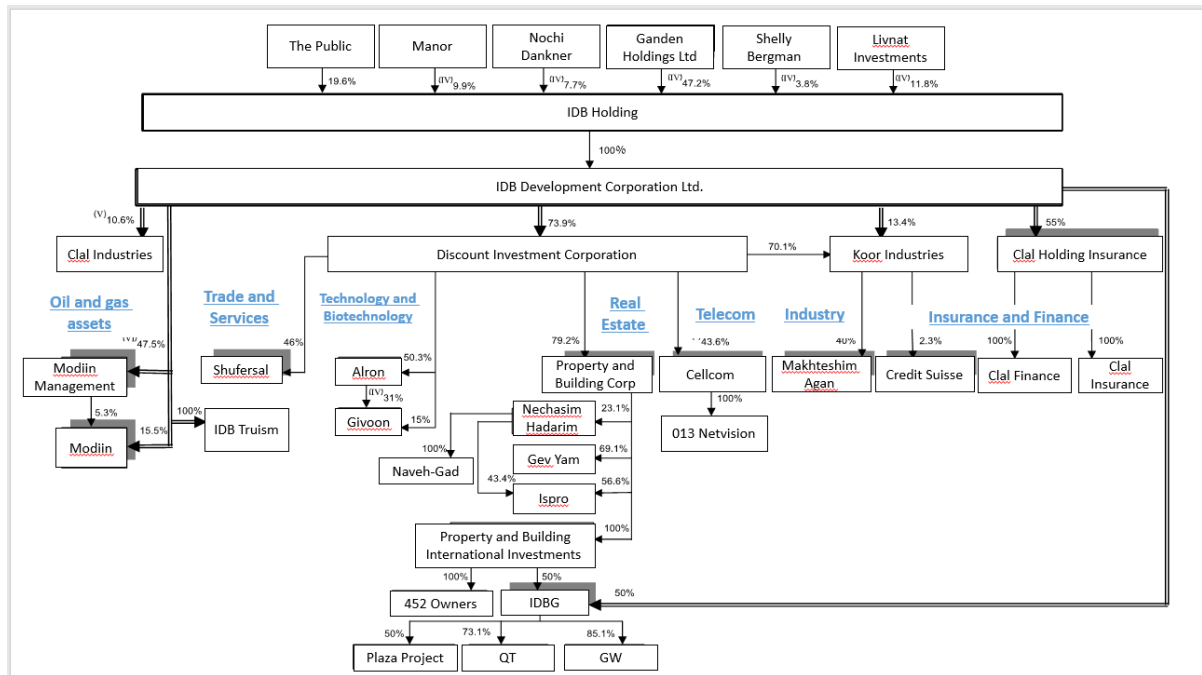 The Public
Manor
Nochi
Dankner
Ganden
Holdings Ltd
Shelly
Bergman
Livnat
Investments
19.6%
(IV)9.9%
(IV)7.7%
(IV)47.2%
(IV)3.8%
(IV)11.8%
IDB Holding
100%
IDB Development Corporation Ltd.
(V)10.6%
73.9%
13.4%
55%
Clal Industries
Discount Investment Corporation
70.1%
Koor Industries
Clal Holding Insurance
Oil and gas
assets
Trade and
Services
Technology and
Biotechnology
Real
Estate
Telecom
Industry
Insurance and Finance
47.5%
46%
50.3%
79.2%
43.6%
40%
2.3%
100%
100%
Modiin
Management
Shufersal
Alron
Property and
Building Corp
Cellcom
Makhteshim
Agan
Credit Suisse
Clal Finance
Clal
Insurance
5.3%
100%
(IV)31%
15%
23.1%
100%
15.5%
Modiin
IDB Truism
Givoon
Nechasim
Hadarim
013 Netvision
100%
Naveh-Gad
69.1%
Gev Yam
43.4%
56.6%
Ispro
100%
Property and Building
International Investments
100%
50%
452 Owners
IDBG
50%
50%
73.1%
85.1%
Plaza Project
QT
GW